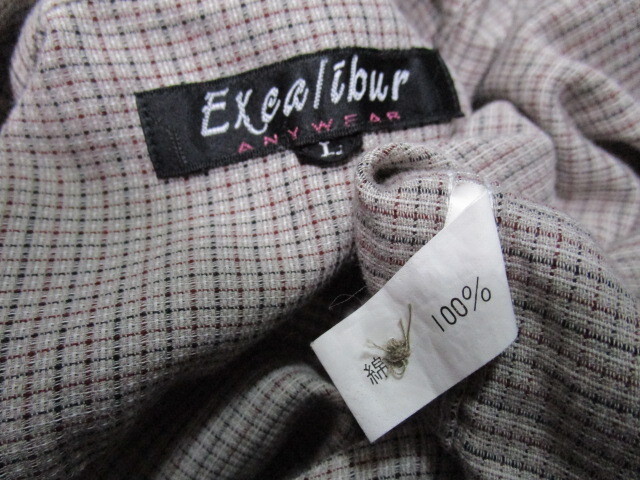 Excalibur
ANYWEAR
L
綿 100%